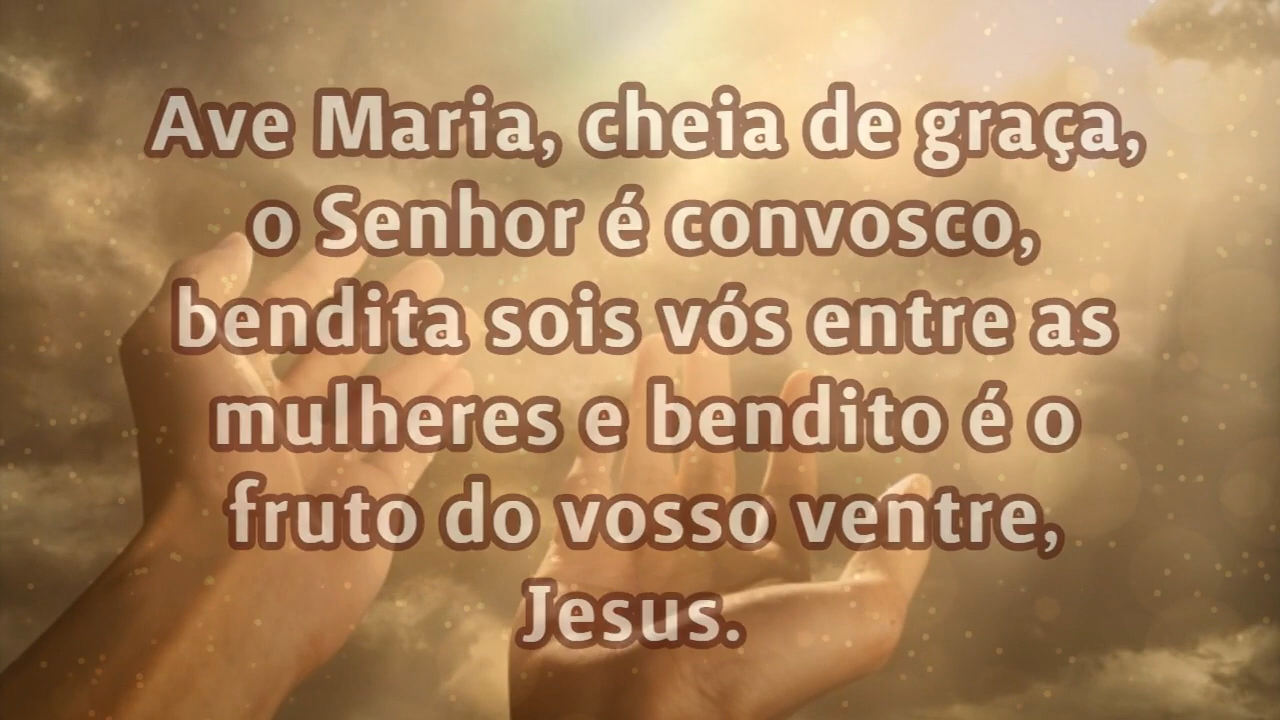 Ave Maria, cheia de graça,
o Senhor é convosco,
bendita sois vós entre as
mulheres e bendito é o
fruto do vosso ventre,
Jesus.